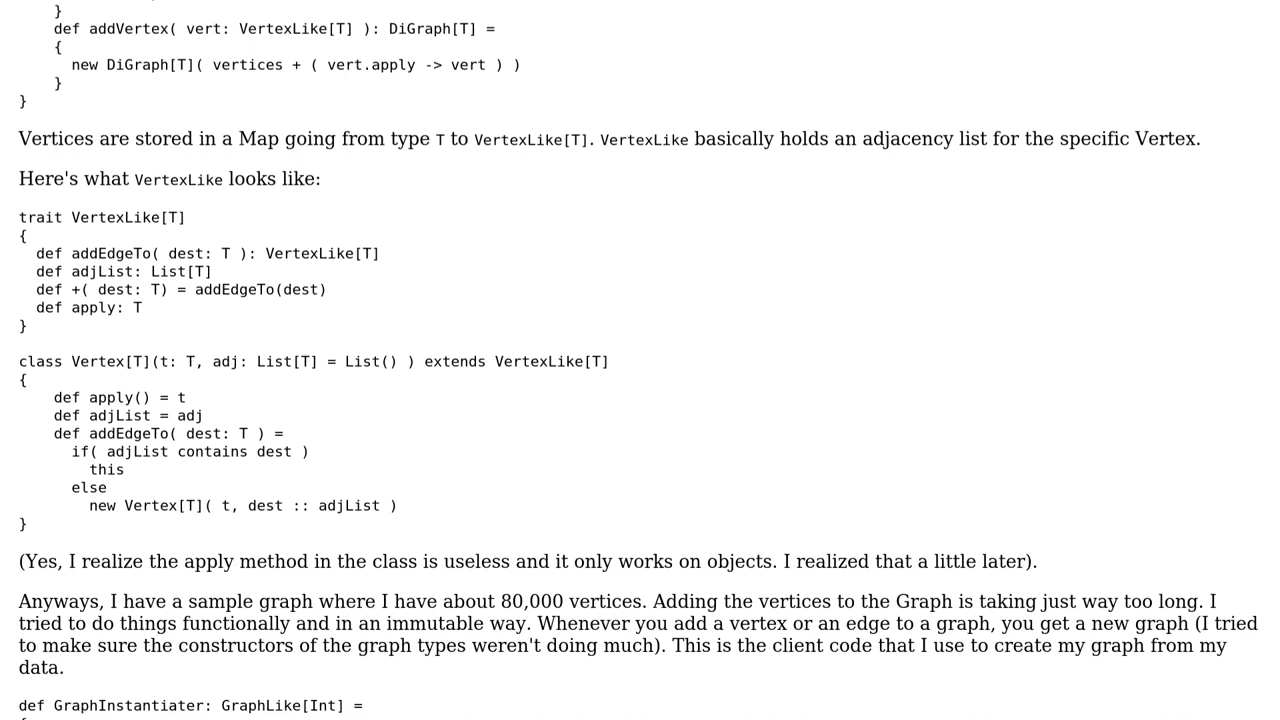 }
    def addVertex( vert: VertexLike[T] ): DiGraph[T] =
    {
      new DiGraph[T]( vertices + ( vert.apply -> vert ) )
    }
}
Vertices are stored in a Map going from type T to VertexLike[T]. VertexLike basically holds an adjacency list for the specific Vertex.
Here's what VertexLike looks like:
trait VertexLike[T]
{
  def addEdgeTo( dest: T ): VertexLike[T]
  def adjList: List[T]
  def +( dest: T) = addEdgeTo(dest)
  def apply: T
}
class Vertex[T](t: T, adj: List[T] = List() ) extends VertexLike[T]
{
    def apply() = t
    def adjList = adj
    def addEdgeTo( dest: T ) =
      if( adjList contains dest )
        this
      else
        new Vertex[T]( t, dest :: adjList )
}
(Yes, I realize the apply method in the class is useless and it only works on objects. I realized that a little later).
Anyways, I have a sample graph where I have about 80,000 vertices. Adding the vertices to the Graph is taking just way too long. I
tried to do things functionally and in an immutable way. Whenever you add a vertex or an edge to a graph, you get a new graph (I tried
to make sure the constructors of the graph types weren't doing much). This is the client code that I use to create my graph from my
data.
def GraphInstantiater: GraphLike[Int] =